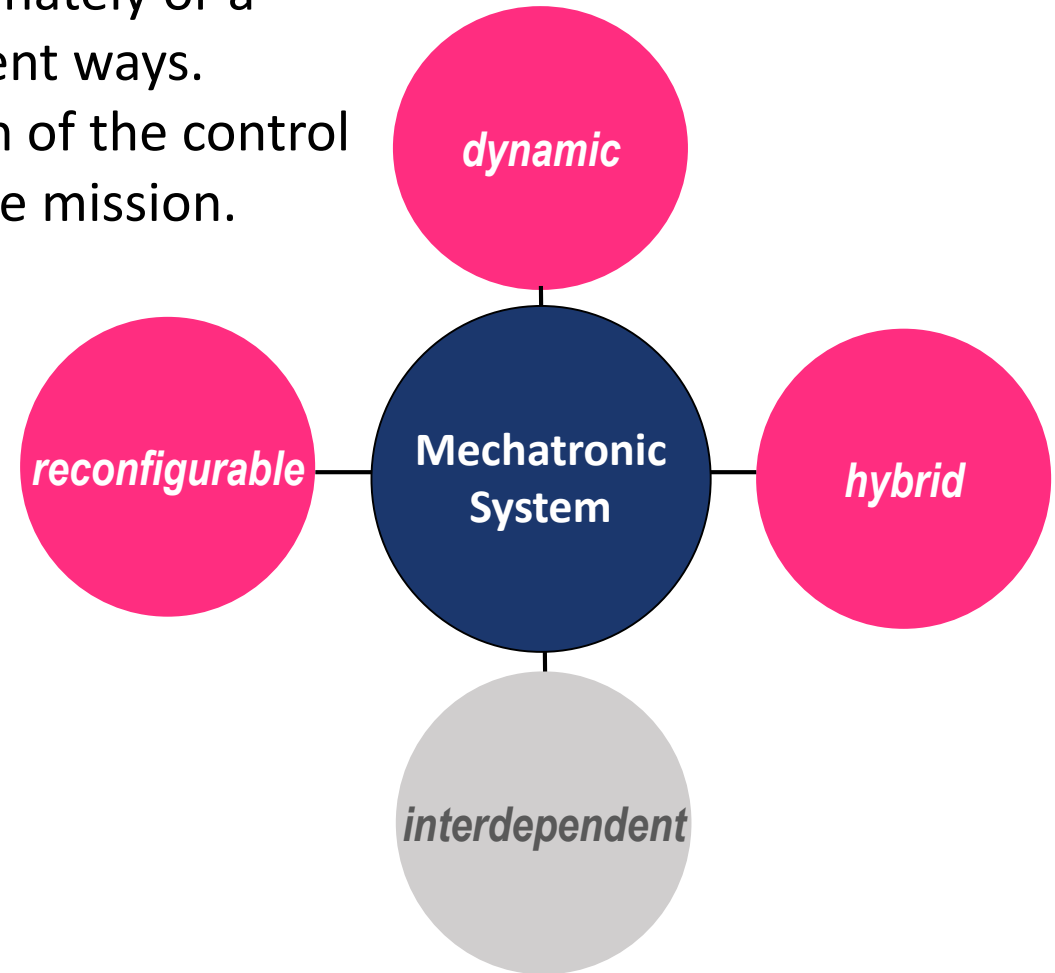 ent ways.
of the control
e mission.
dynamic
reconfigurable
Mechatronic
System
hybrid
interdependent